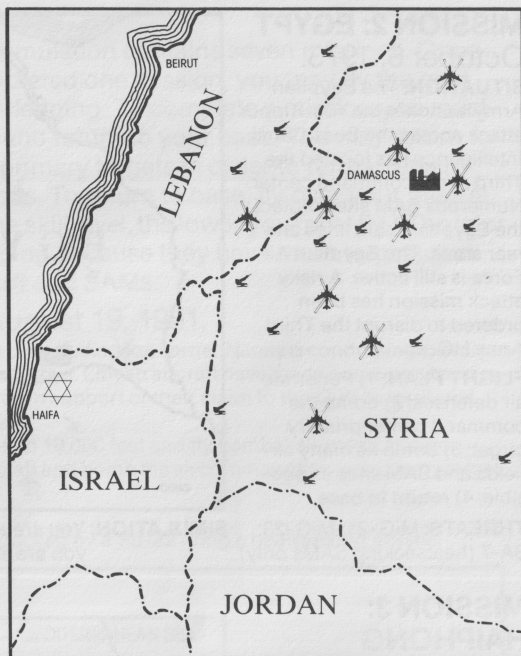 BEIRUT
LEBANON
DAMASCUS
HAIFA
SYRIA
ISRAEL
JORDAN